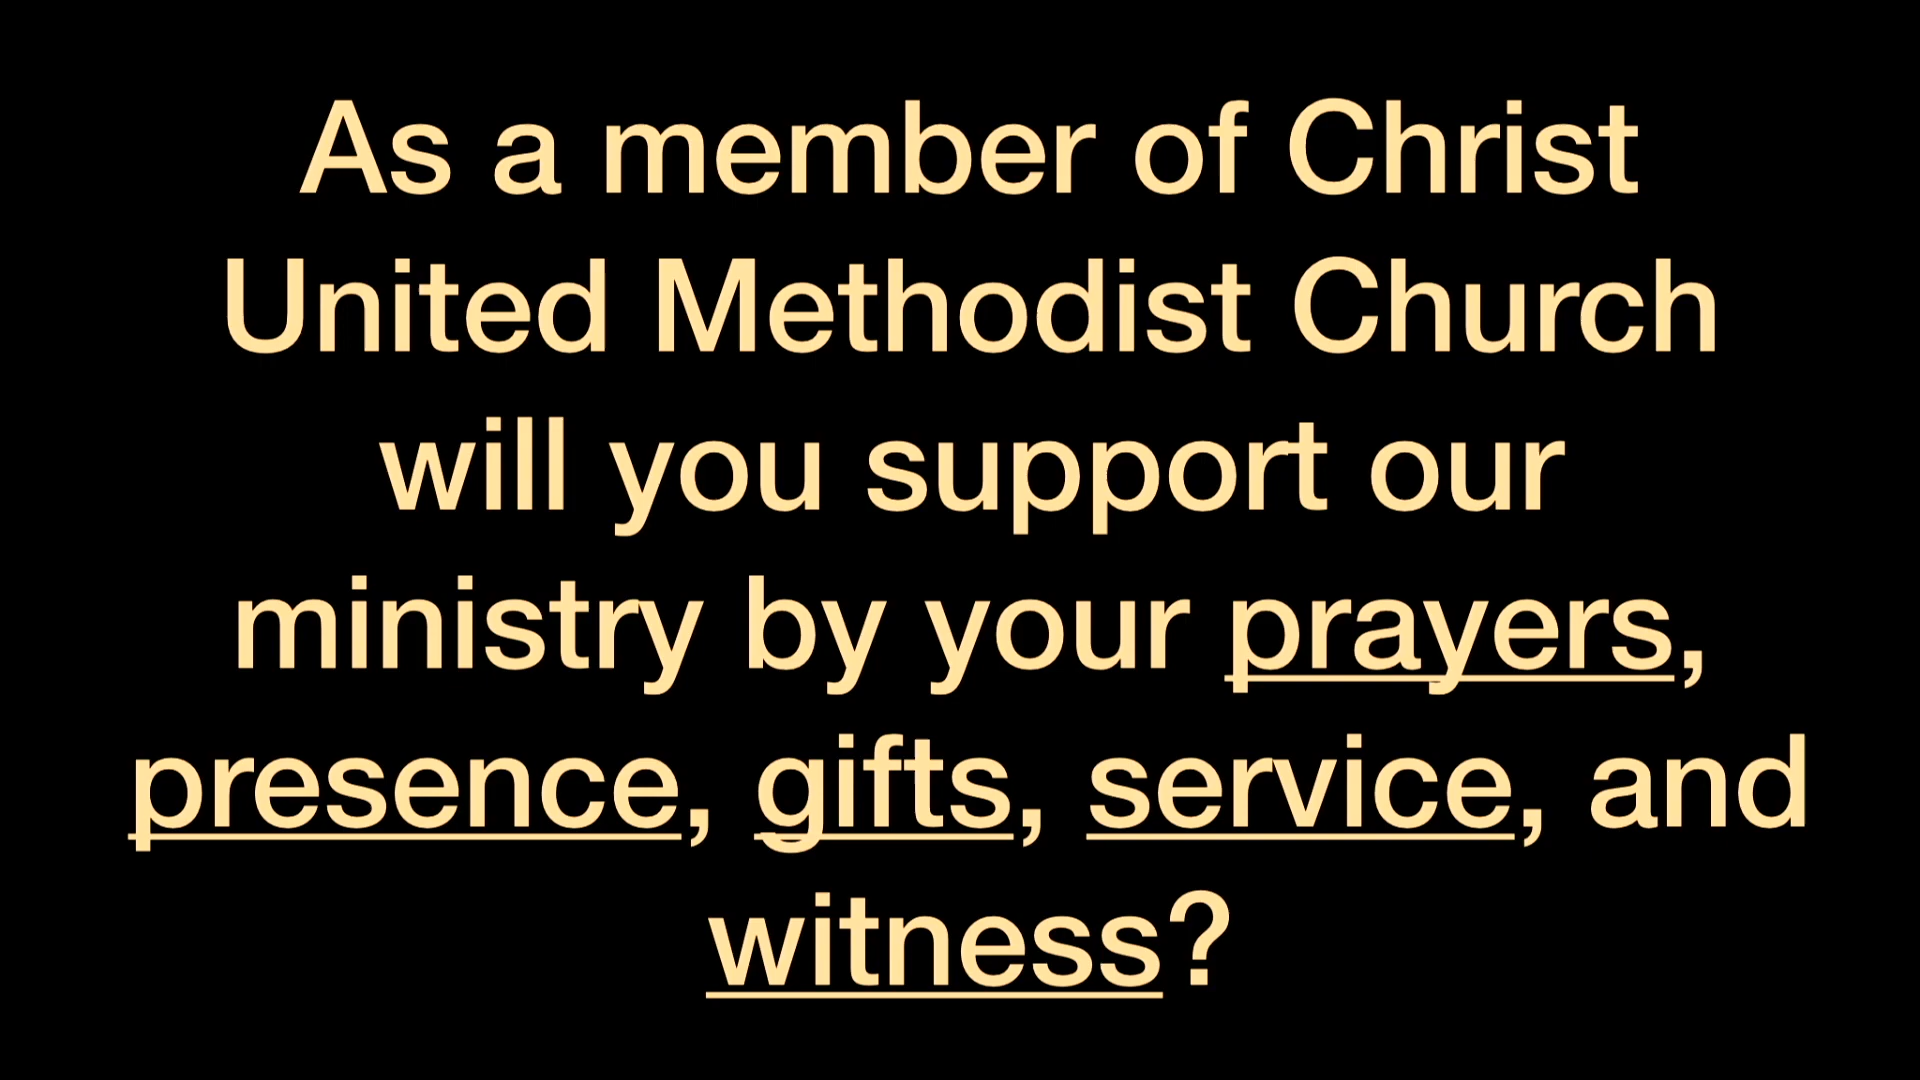 As a member of Christ
United Methodist Church
will you support our
ministry by your prayers,
presence, gifts, service, and
witness?